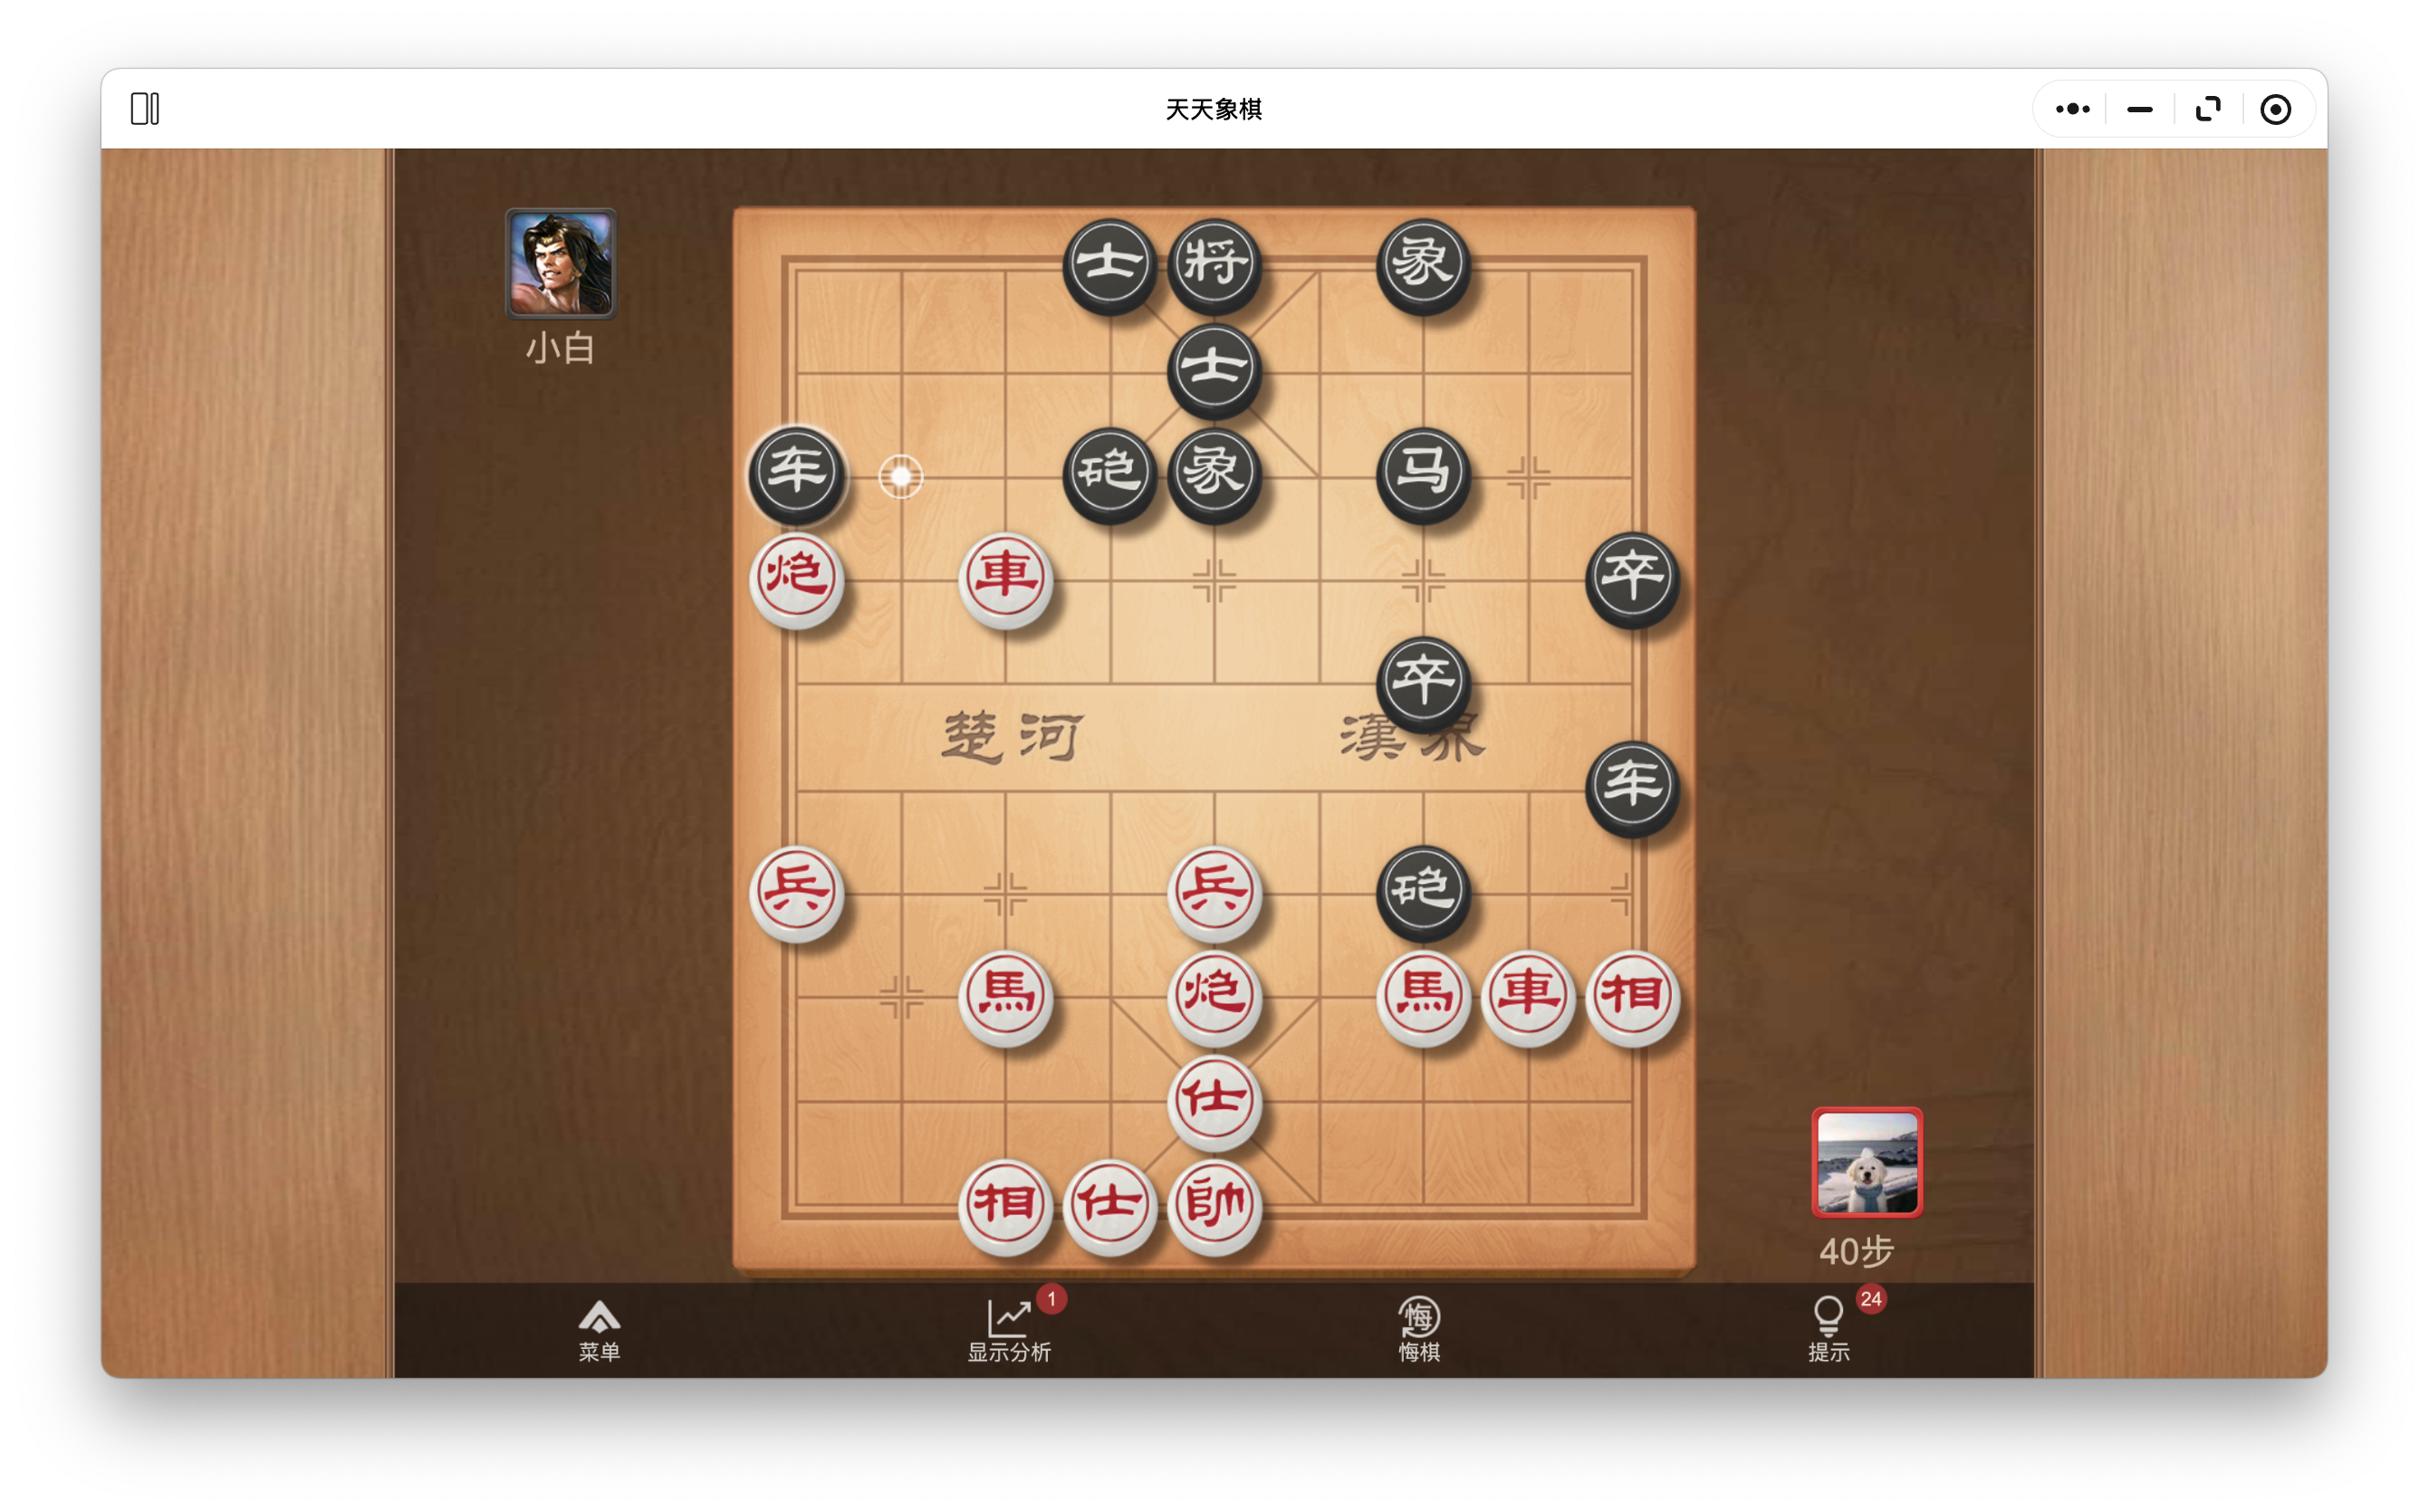 天天象棋
士 将 象
小白
士
车 砲 象 马
炮 車 卒
卒
楚河 漢界
车
兵 兵 砲
馬 炮 馬 車 相
仕
相 仕 帥
40步
1
24
菜单 显示分析 悔 悔棋 提示